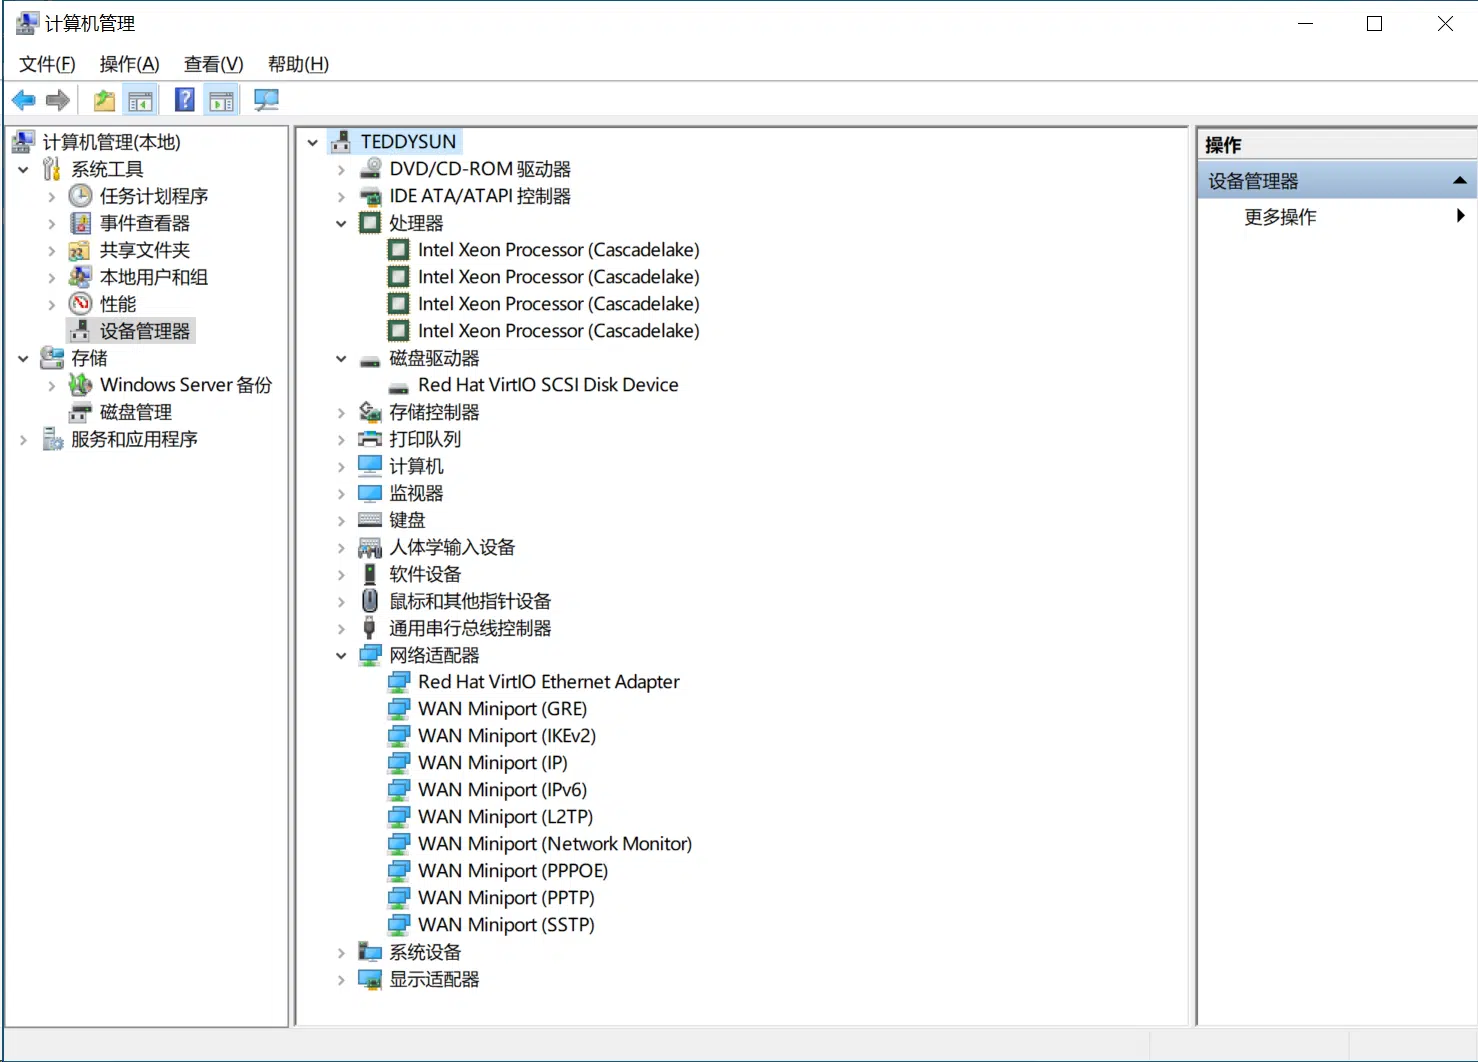 计算机管理
文件(F) 操作(A) 查看(V) 帮助(H)
计算机管理(本地)
系统工具
任务计划程序
事件查看器
共享文件夹
本地用户和组
性能
设备管理器
存储
Windows Server 备份
磁盘管理
服务和应用程序
TEDDYSUN
DVD/CD-ROM 驱动器
IDE ATA/ATAPI 控制器
处理器
Intel Xeon Processor (Cascadelake)
Intel Xeon Processor (Cascadelake)
Intel Xeon Processor (Cascadelake)
Intel Xeon Processor (Cascadelake)
磁盘驱动器
Red Hat VirtIO SCSI Disk Device
存储控制器
打印队列
计算机
监视器
键盘
人体学输入设备
软件设备
鼠标和其他指针设备
通用串行总线控制器
网络适配器
Red Hat VirtIO Ethernet Adapter
WAN Miniport (GRE)
WAN Miniport (IKEv2)
WAN Miniport (IP)
WAN Miniport (IPv6)
WAN Miniport (L2TP)
WAN Miniport (Network Monitor)
WAN Miniport (PPPOE)
WAN Miniport (PPTP)
WAN Miniport (SSTP)
系统设备
显示适配器
操作
设备管理器
更多操作